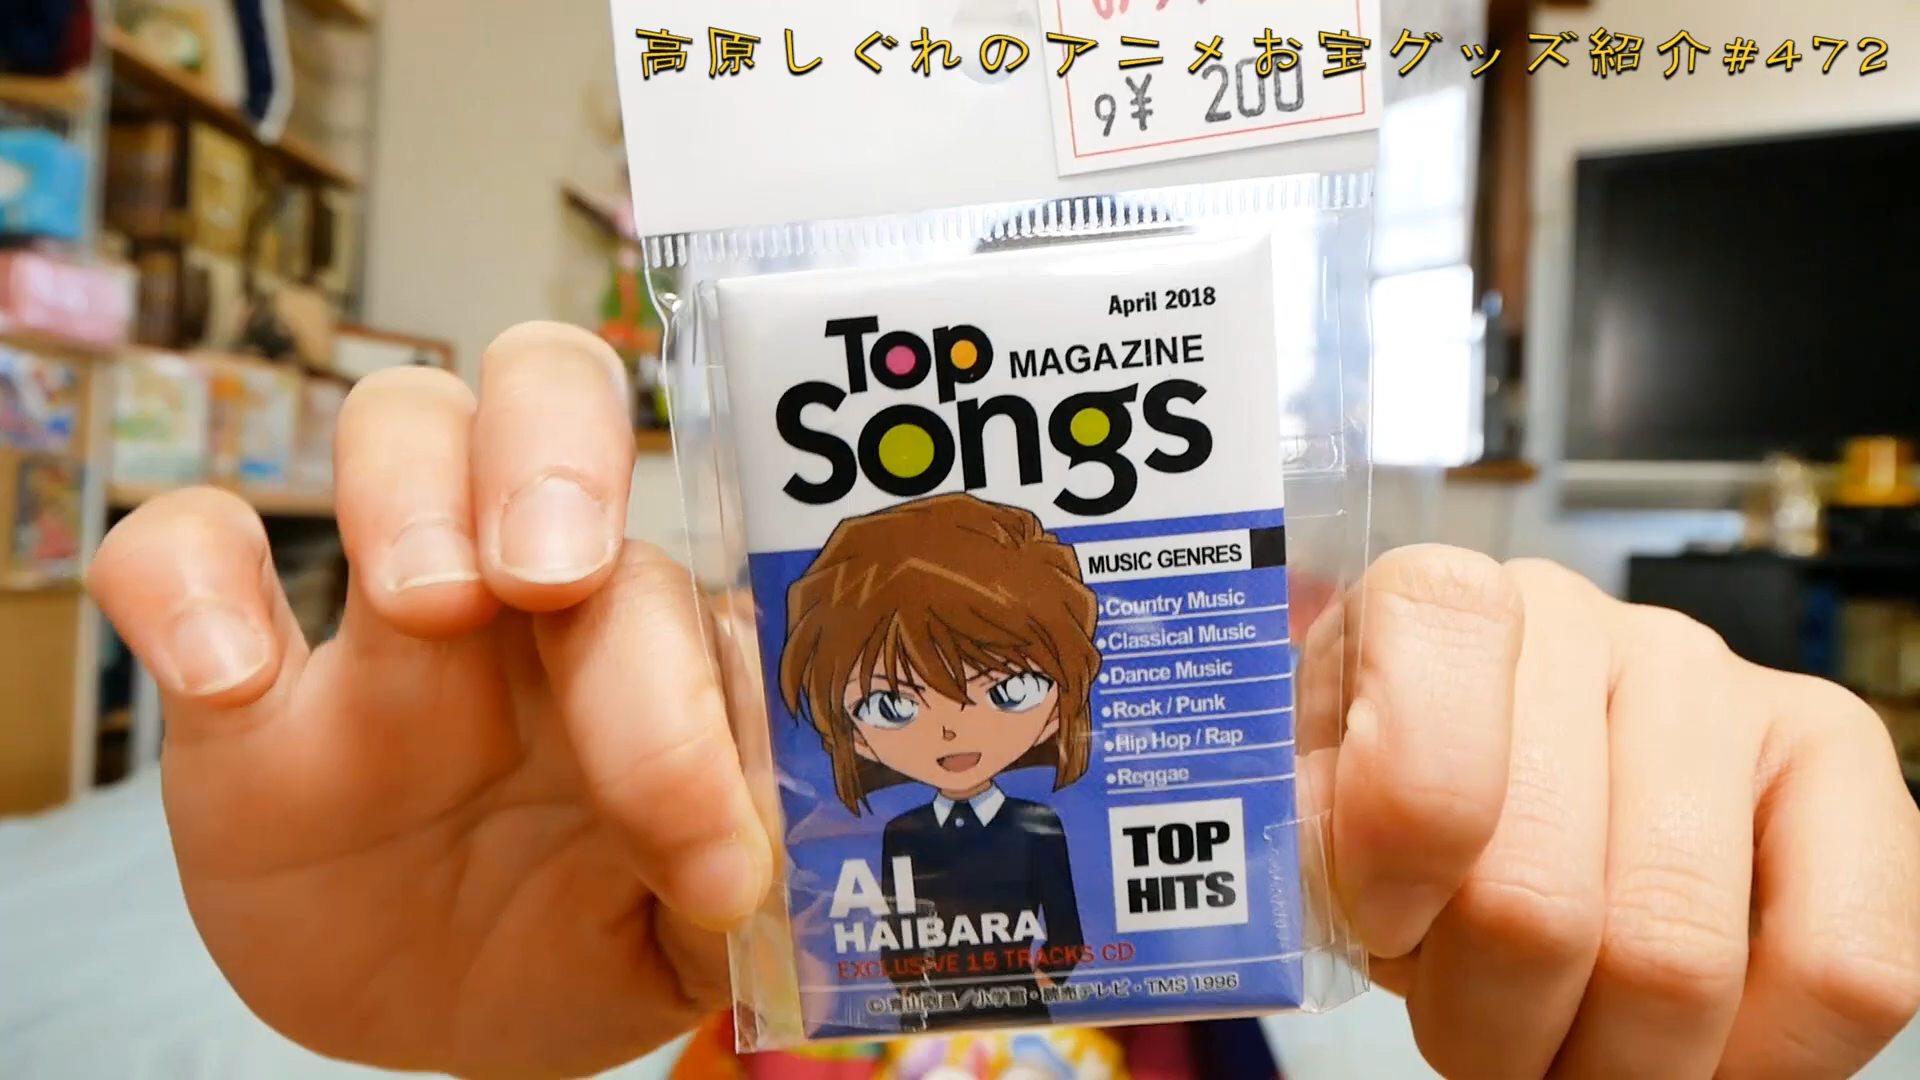 高原しぐれのアニメお宝グッズ紹介#472
9¥ 200
April 2018
Top MAGAZINE
Songs
MUSIC GENRES
•Country Music
•Classical Music
•Dance Music
•Rock / Punk
•Hip Hop / Rap
•Reggae
TOP
HITS
AI
HAIBARA
EXCLUSIVE 15 TRACKS CD
© 青山剛昌／小学館・読売テレビ・TMS 1996